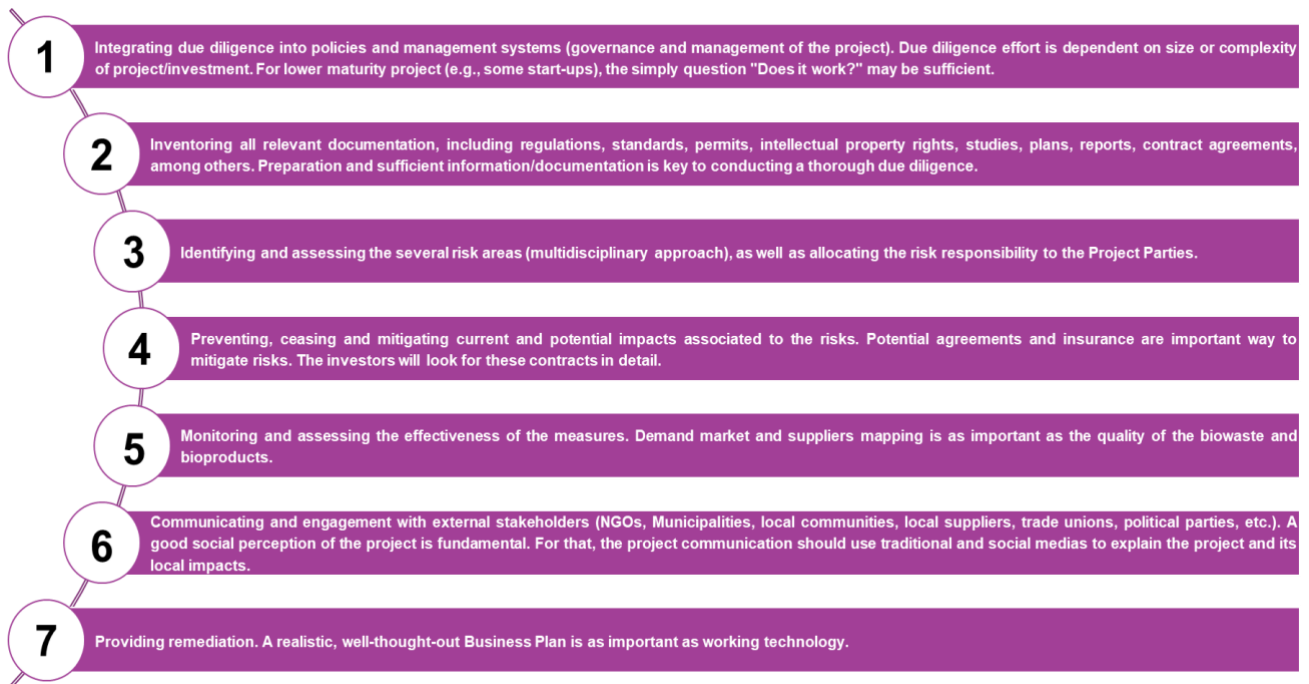 1
Integrating due diligence into policies and management systems (governance and management of the project). Due diligence effort is dependent on size or complexity
of project/investment. For lower maturity project (e.g., some start-ups), the simply question "Does it work?" may be sufficient.
2
Inventoring all relevant documentation, including regulations, standards, permits, intellectual property rights, studies, plans, reports, contract agreements,
among others. Preparation and sufficient information/documentation is key to conducting a thorough due diligence.
3
Identifying and assessing the several risk areas (multidisciplinary approach), as well as allocating the risk responsibility to the Project Parties.
4
Preventing, ceasing and mitigating current and potential impacts associated to the risks. Potential agreements and insurance are important way to
mitigate risks. The investors will look for these contracts in detail.
5
Monitoring and assessing the effectiveness of the measures. Demand market and suppliers mapping is as important as the quality of the biowaste and
bioproducts.
6
Communicating and engagement with external stakeholders (NGOs, Municipalities, local communities, local suppliers, trade unions, political parties, etc.). A
good social perception of the project is fundamental. For that, the project communication should use traditional and social medias to explain the project and its
local impacts.
7
Providing remediation. A realistic, well-thought-out Business Plan is as important as working technology.